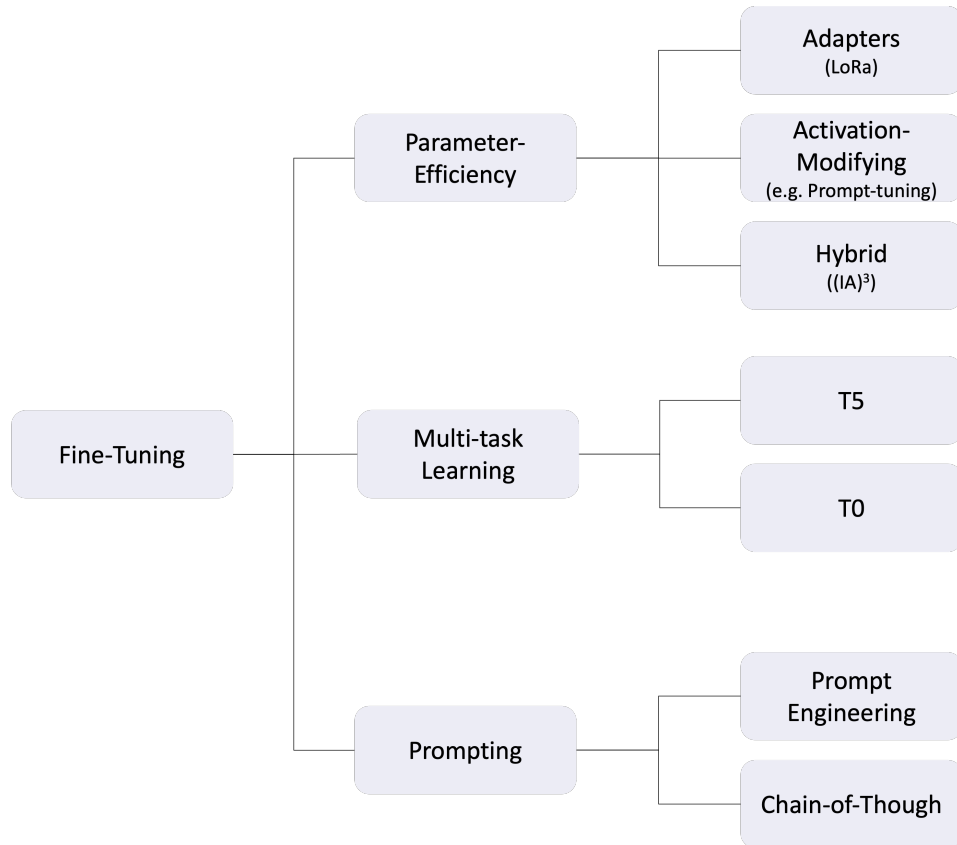 Adapters
(LoRa)
Parameter-
Efficiency
Activation-
Modifying
(e.g. Prompt-tuning)
Hybrid
((IA)³)
Fine-Tuning
Multi-task
Learning
T5
T0
Prompting
Prompt
Engineering
Chain-of-Though